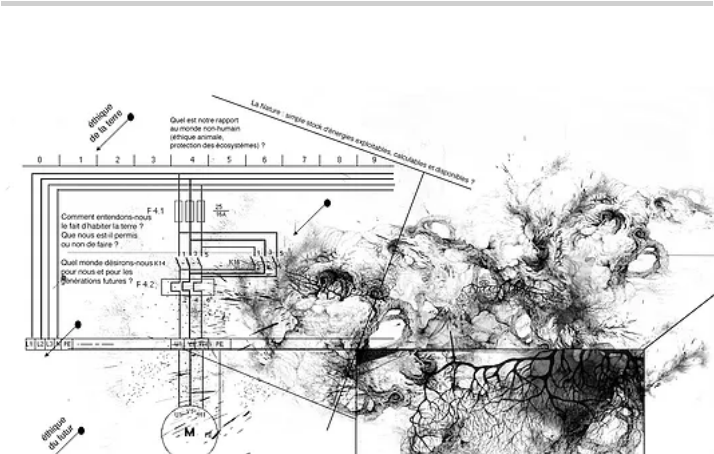 La Nature : simple stock d'énergies exploitables, calculables et disponibles ?
éthique
de la terre
Quel est notre rapport
au monde non-humain
(éthique animale,
protection des écosystèmes) ?
0 1 2 3 4 5 6 7 8 9
F 4.1
25
16A
Comment entendons-nous
le fait d'habiter la terre ?
Que nous est-il permis
ou non de faire ?
Quel monde désirons-nous
pour nous et pour les
générations futures ?
K14
K15
F 4.2
L1 L2 L3 N PE
PE
M
éthique
du futur